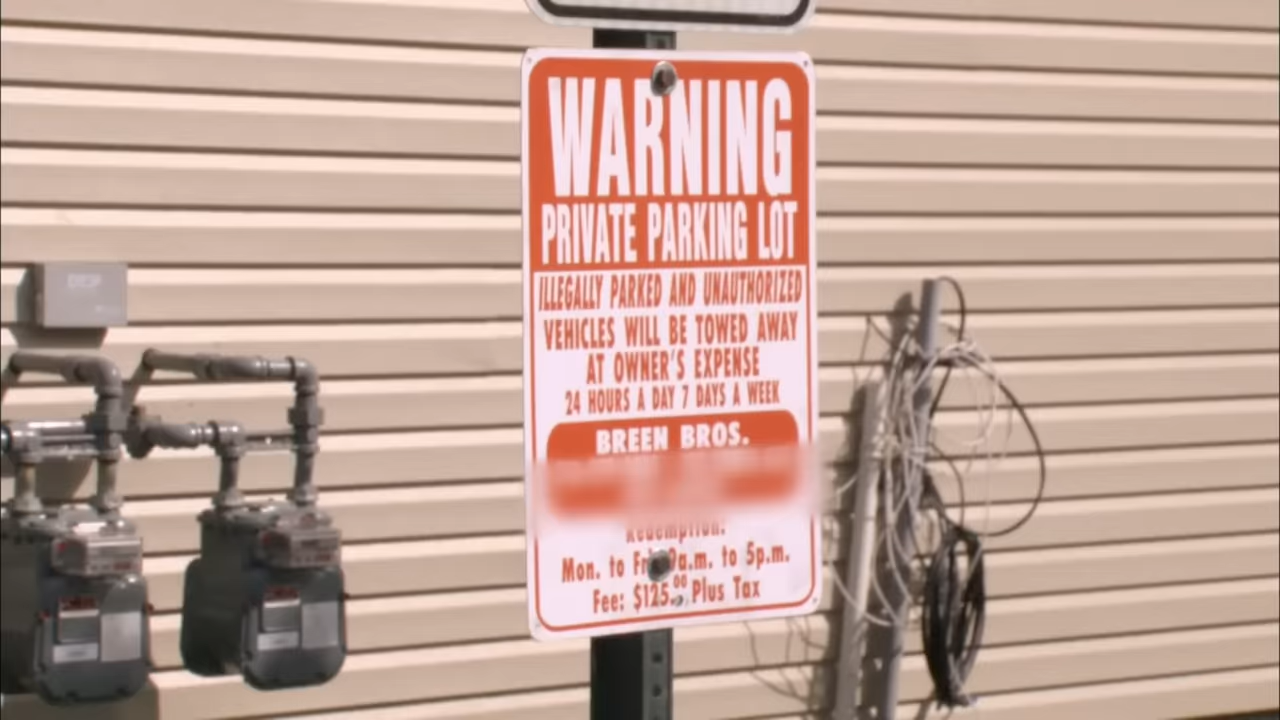 WARNING
PRIVATE PARKING LOT
ILLEGALLY PARKED AND UNAUTHORIZED
VEHICLES WILL BE TOWED AWAY
AT OWNER'S EXPENSE
24 HOURS A DAY 7 DAYS A WEEK
BREEN BROS.
Redemption:
Mon. to Fri. 9a.m. to 5p.m.
Fee: $125.00 Plus Tax